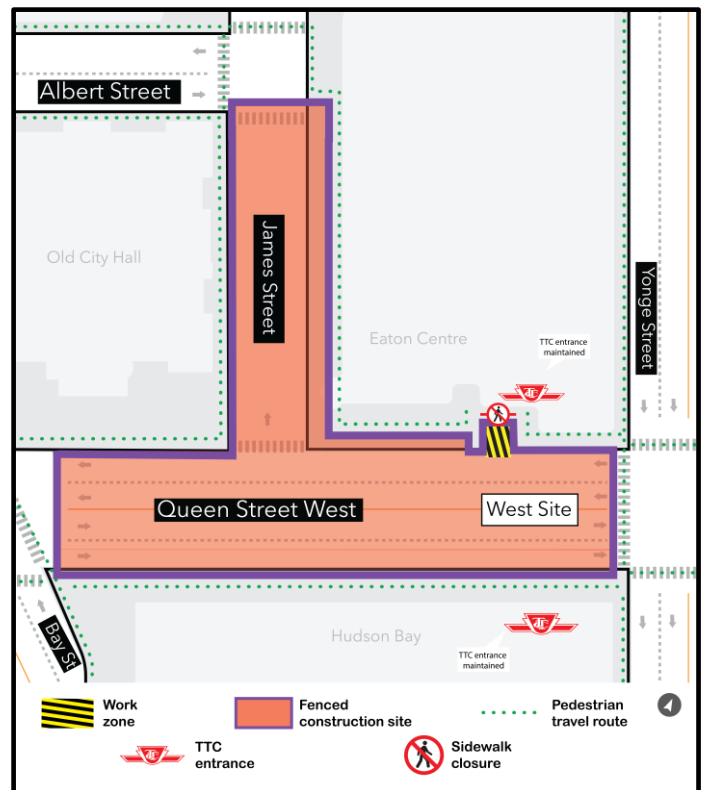 Albert Street
James Street
Old City Hall
Yonge Street
Eaton Centre
TTC entrance
maintained
Queen Street West
West Site
Bay St
Hudson Bay
TTC entrance
maintained
Work
zone
Fenced
construction site
Pedestrian
travel route
TTC
entrance
Sidewalk
closure